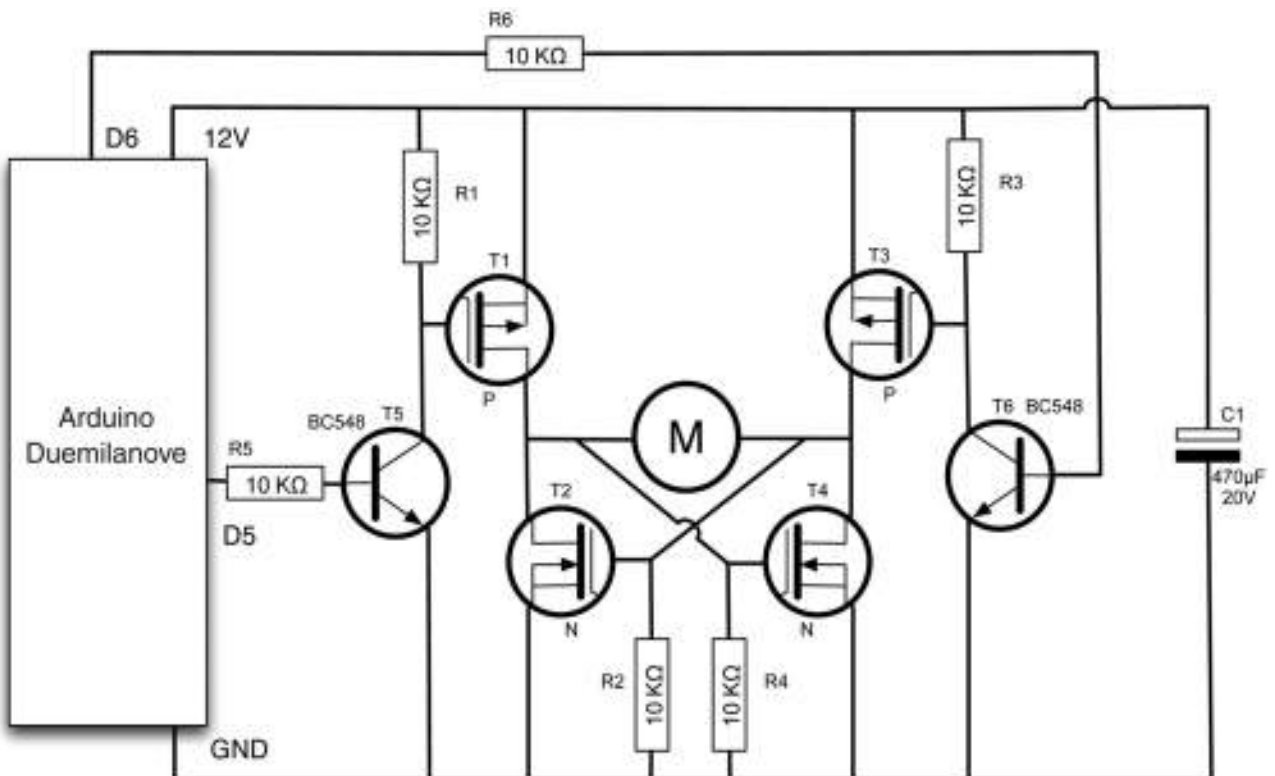 R6
10 KΩ
D6
12V
10 KΩ
R1
10 KΩ
R3
T1
T3
P
P
Arduino
Duemilanove
BC548
T5
R5
10 KΩ
D5
M
T6
BC548
C1
470µF
20V
T2
T4
N
N
R2
10 KΩ
10 KΩ
R4
GND